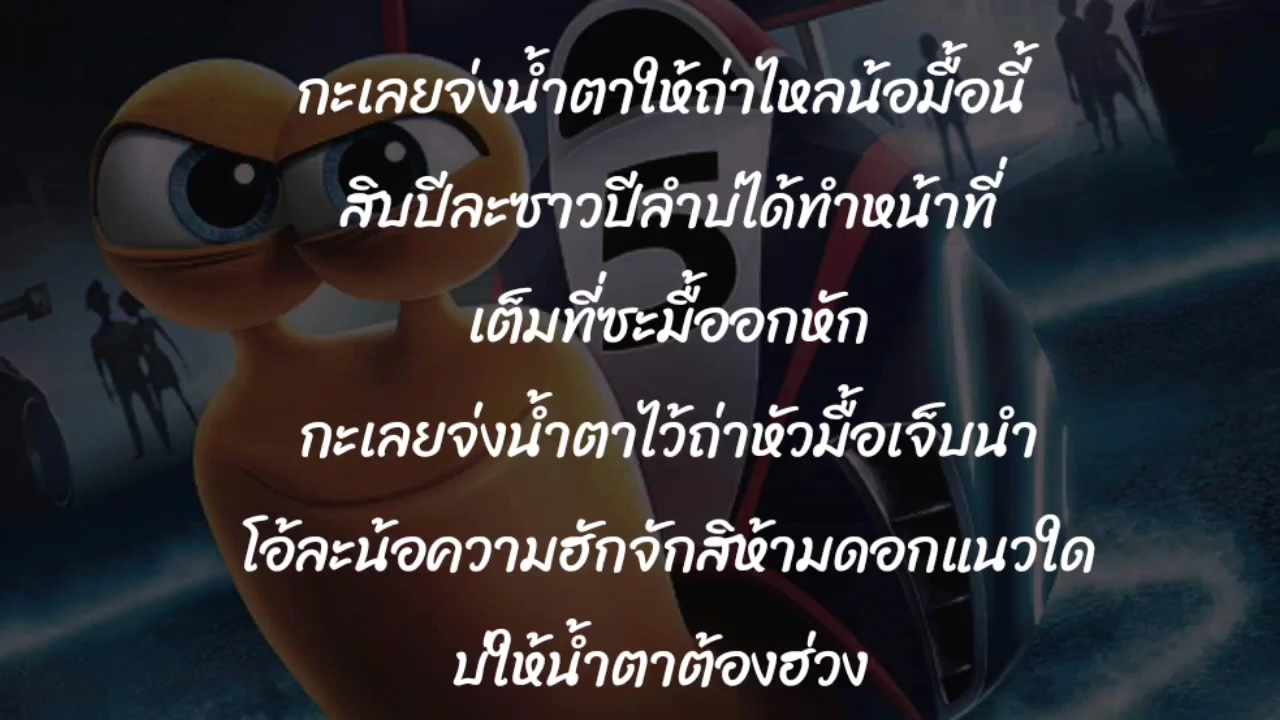 กะเลยจ่งน้ำตาให้ถ่าไหลน้อมื้อนี้
5
สิบปีละซาวปีลำบ่ได้ทำหน้าที่
เต็มที่ซะมื้ออกหัก
กะเลยจ่งน้ำตาไว้ถ่าหัวมื้อเจ็บนำ
โอ้ละน้อความฮักจักสิห้ามดอกแนวใด
บ่ให้น้ำตาต้องฮ่วง